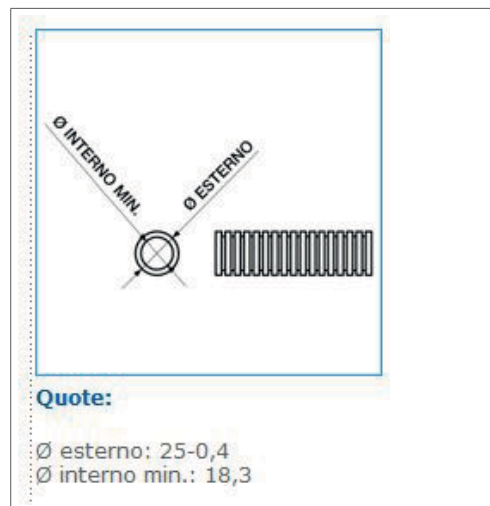 Ø INTERNO MIN.
Ø ESTERNO
Quote:
Ø esterno: 25-0,4
Ø interno min.: 18,3